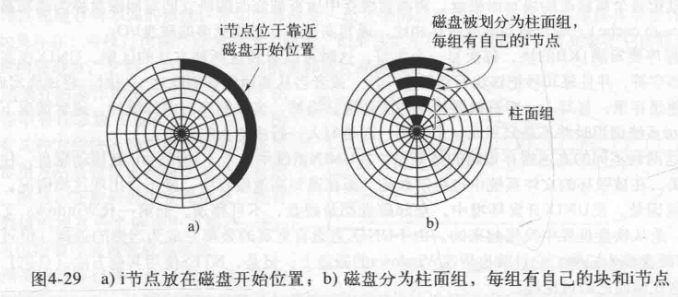 i节点位于靠近
磁盘开始位置
磁盘被划分为柱面组，
每组有自己的i节点
柱面组
a)
b)
图4-29 a) i节点放在磁盘开始位置；b) 磁盘分为柱面组，每组有自己的块和i节点